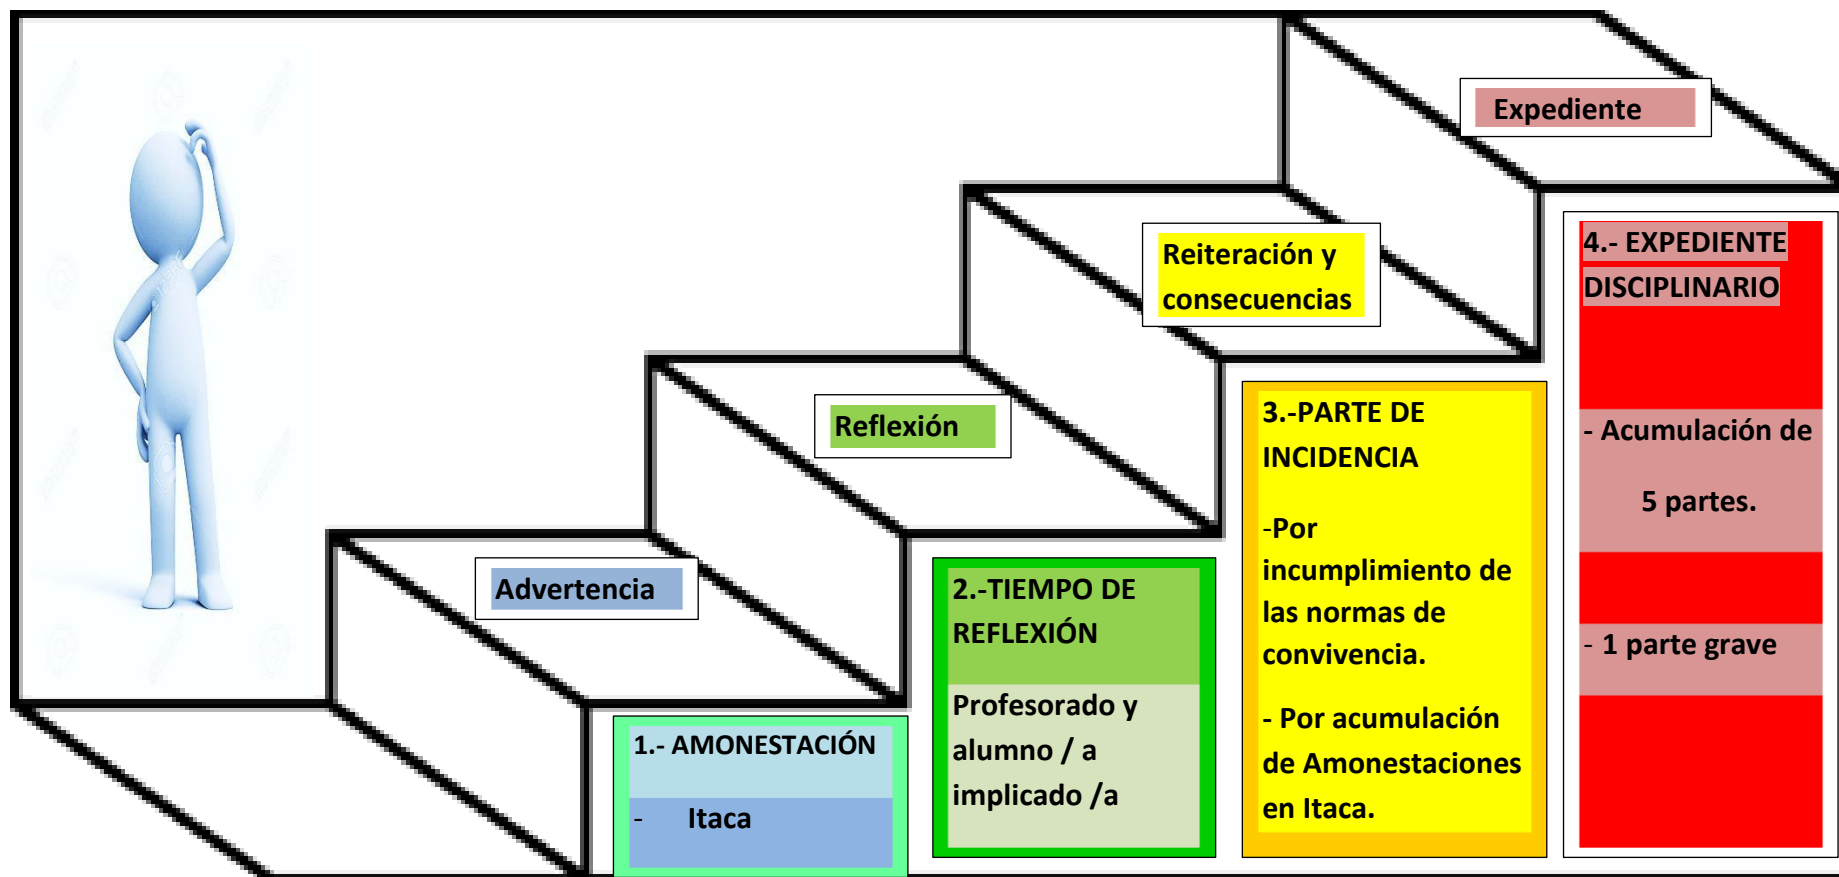 Expediente
Reiteración y
consecuencias
Reflexión
Advertencia
1.- AMONESTACIÓN
- Itaca
2.-TIEMPO DE
REFLEXIÓN
Profesorado y
alumno / a
implicado /a
3.-PARTE DE
INCIDENCIA
-Por
incumplimiento de
las normas de
convivencia.
- Por acumulación
de Amonestaciones
en Itaca.
4.- EXPEDIENTE
DISCIPLINARIO
- Acumulación de
5 partes.
- 1 parte grave